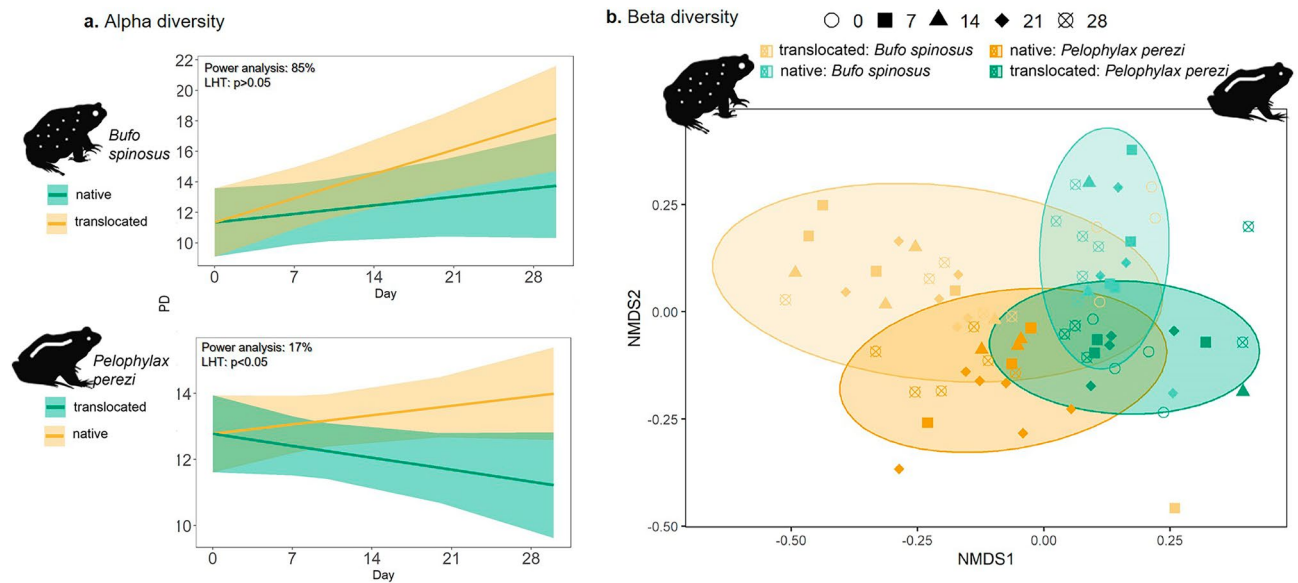 a. Alpha diversity
22
20
18
16
14
12
10
Power analysis: 85%
LHT: p>0.05
Bufo
spinosus
native
translocated
0 7 14 21 28
Day
PD
14
12
10
Power analysis: 17%
LHT: p<0.05
Pelophylax
perezi
translocated
native
0 7 14 21 28
Day
b. Beta diversity
0 7 14 21 28
translocated: Bufo spinosus native: Pelophylax perezi
native: Bufo spinosus translocated: Pelophylax perezi
NMDS2
0.25
0.00
-0.25
-0.50
-0.50 -0.25 0.00 0.25
NMDS1